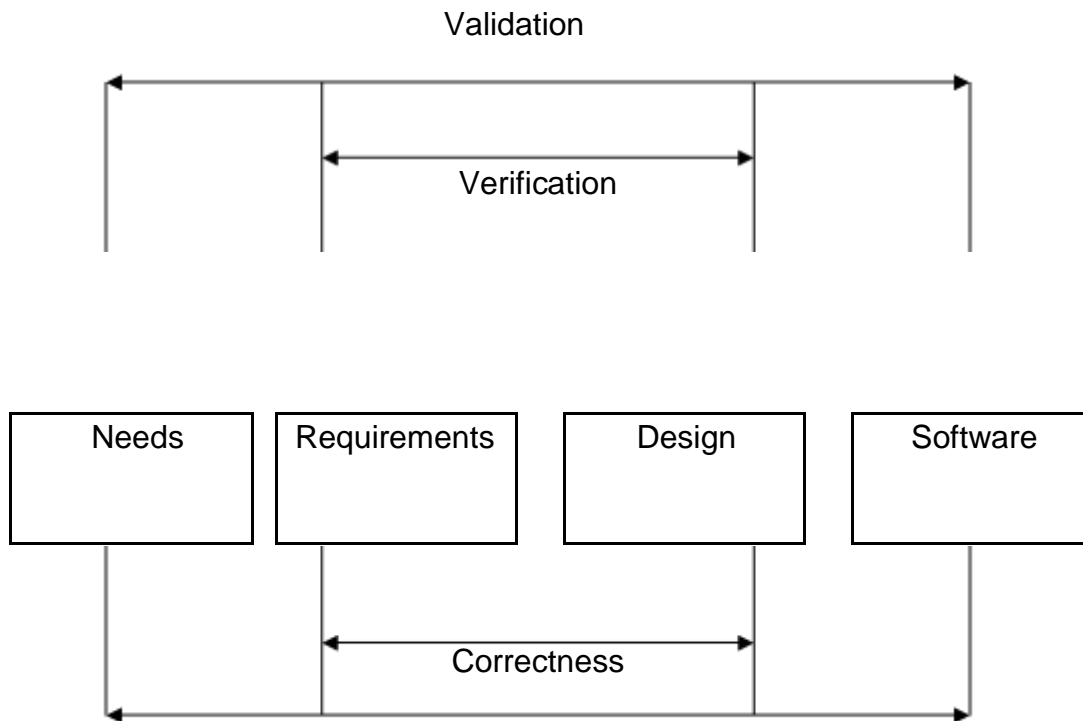 Validation
Verification
Needs Requirements Design Software
Correctness